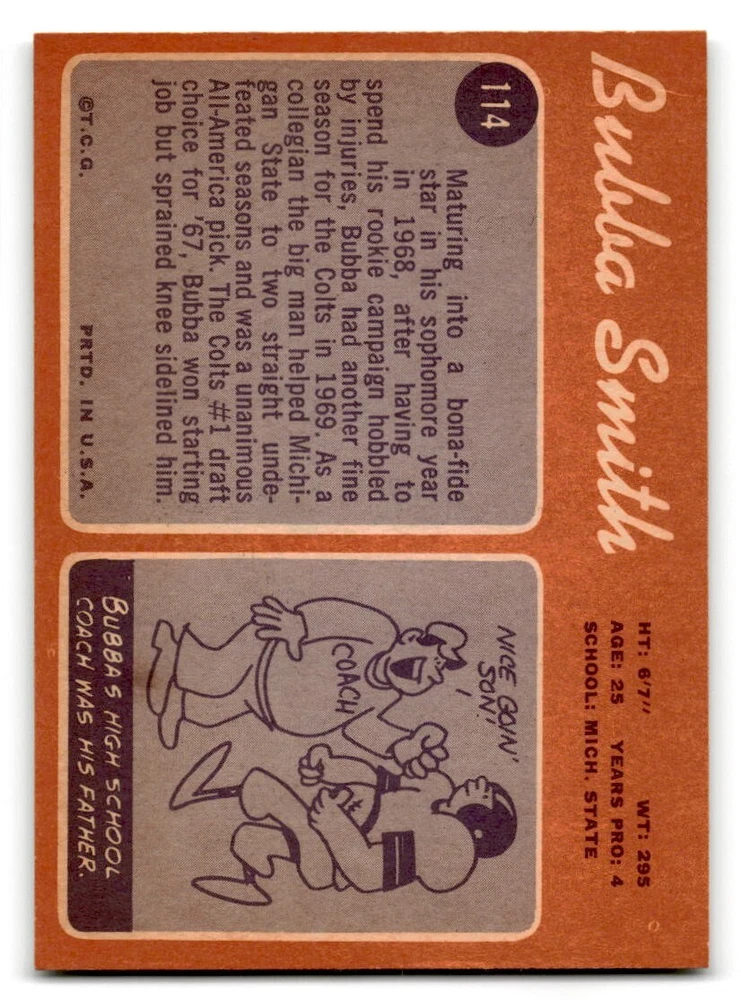 Bubba Smith
HT: 6'7" WT: 295
AGE: 25 YEARS PRO: 4
SCHOOL: MICH. STATE
114
Maturing into a bona-fide
star in his sophomore year
in 1968, after having to
spend his rookie campaign hobbled
by injuries, Bubba had another fine
season for the Colts in 1969. As a
collegian the big man helped Michi-
gan State to two straight unde-
feated seasons and was a unanimous
All-America pick. The Colts #1 draft
choice for '67, Bubba won starting
job but sprained knee sidelined him.
©T.C.G. PRTD. IN U.S.A.
NICE GOIN'
SON!
COACH
BUBBA'S HIGH SCHOOL
COACH WAS HIS FATHER.